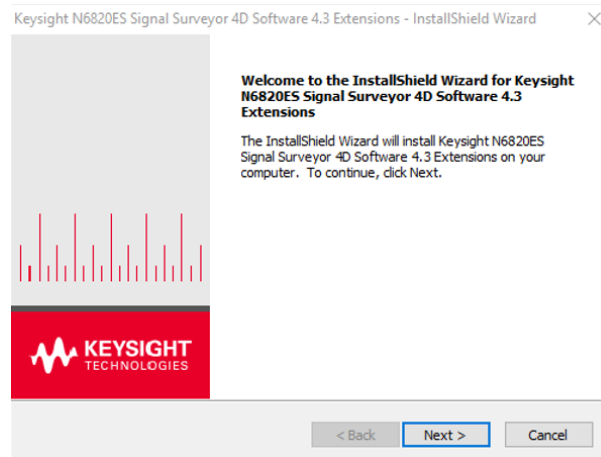 Keysight N6820ES Signal Surveyor 4D Software 4.3 Extensions - InstallShield Wizard
Welcome to the InstallShield Wizard for Keysight
N6820ES Signal Surveyor 4D Software 4.3
Extensions
The InstallShield Wizard will install Keysight N6820ES
Signal Surveyor 4D Software 4.3 Extensions on your
computer. To continue, click Next.
KEYSIGHT
TECHNOLOGIES
< Back Next > Cancel